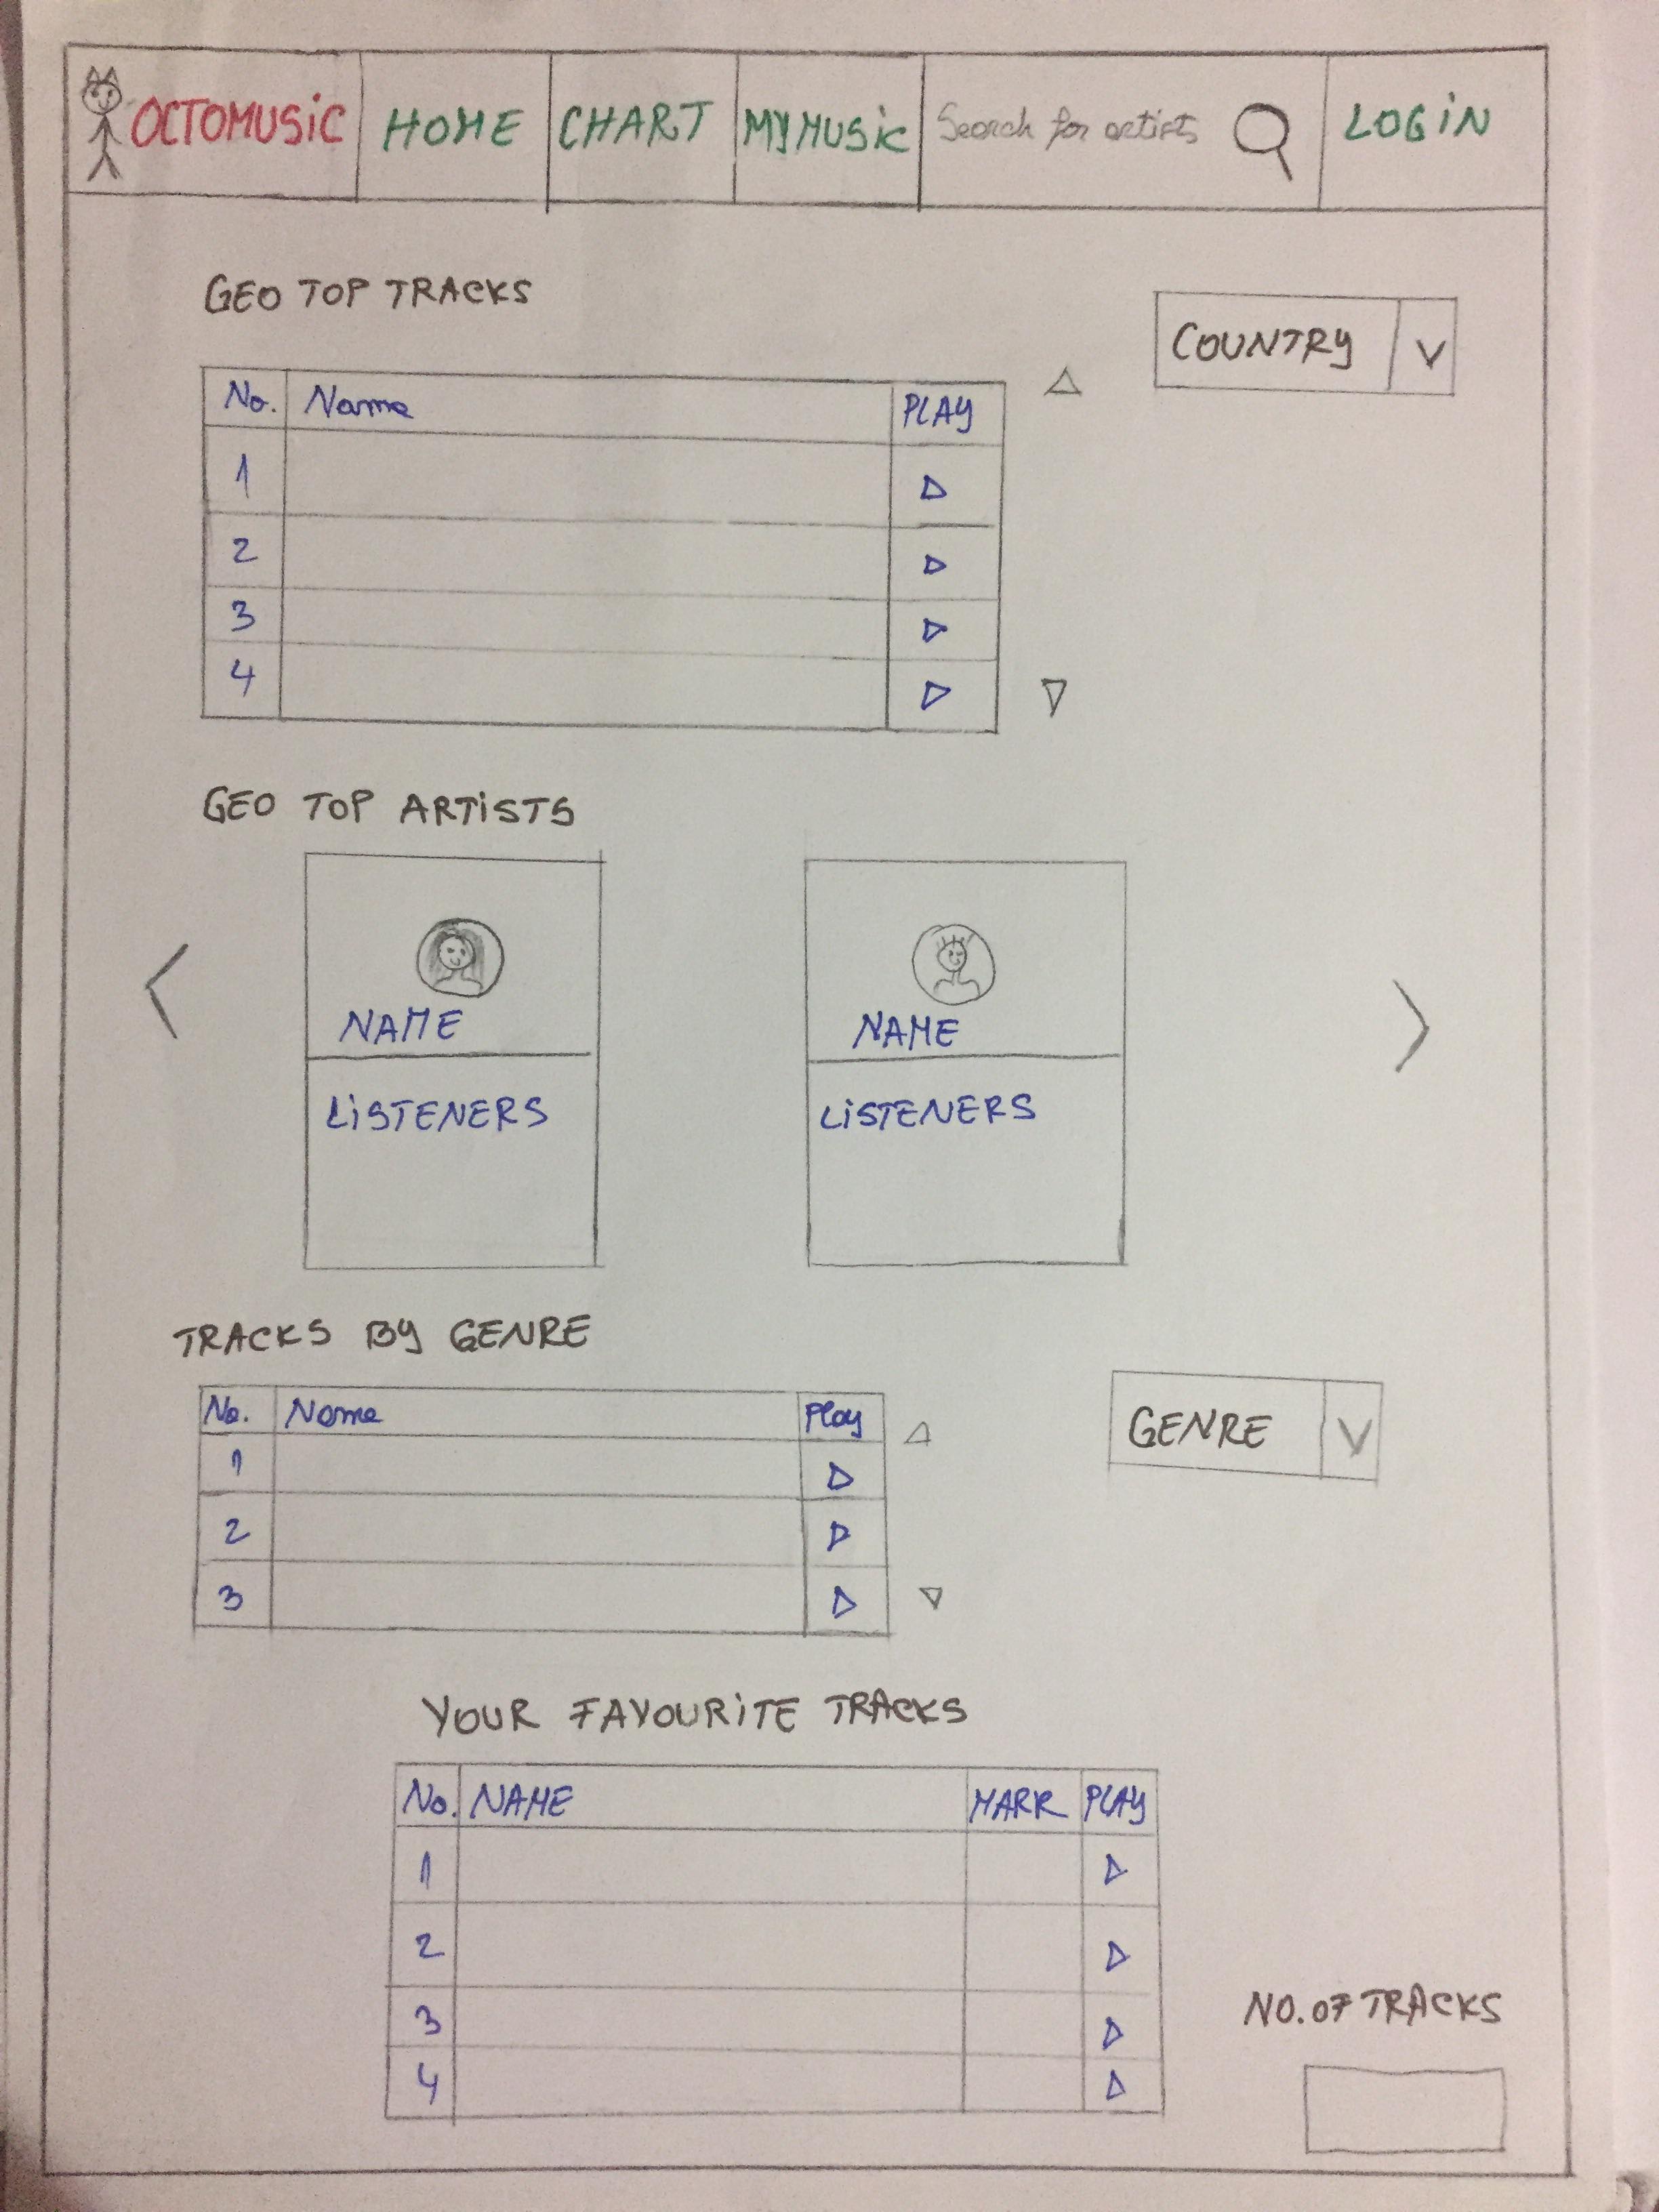 OCTOMUSiC HOME CHART MYMUSiC Search for artists LOGiN
GEO TOP TRACKS
COUNTRY V
No. Name PLAY
1
2
3
4
GEO TOP ARTiSTS
NAME NAME
LiSTENERS LiSTENERS
TRACKS BY GENRE
No. Name Play
GENRE V
1
2
3
YOUR FAVOURiTE TRACKS
No. NAME MARK PLAY
1
2
3
4
NO. OF TRACKS